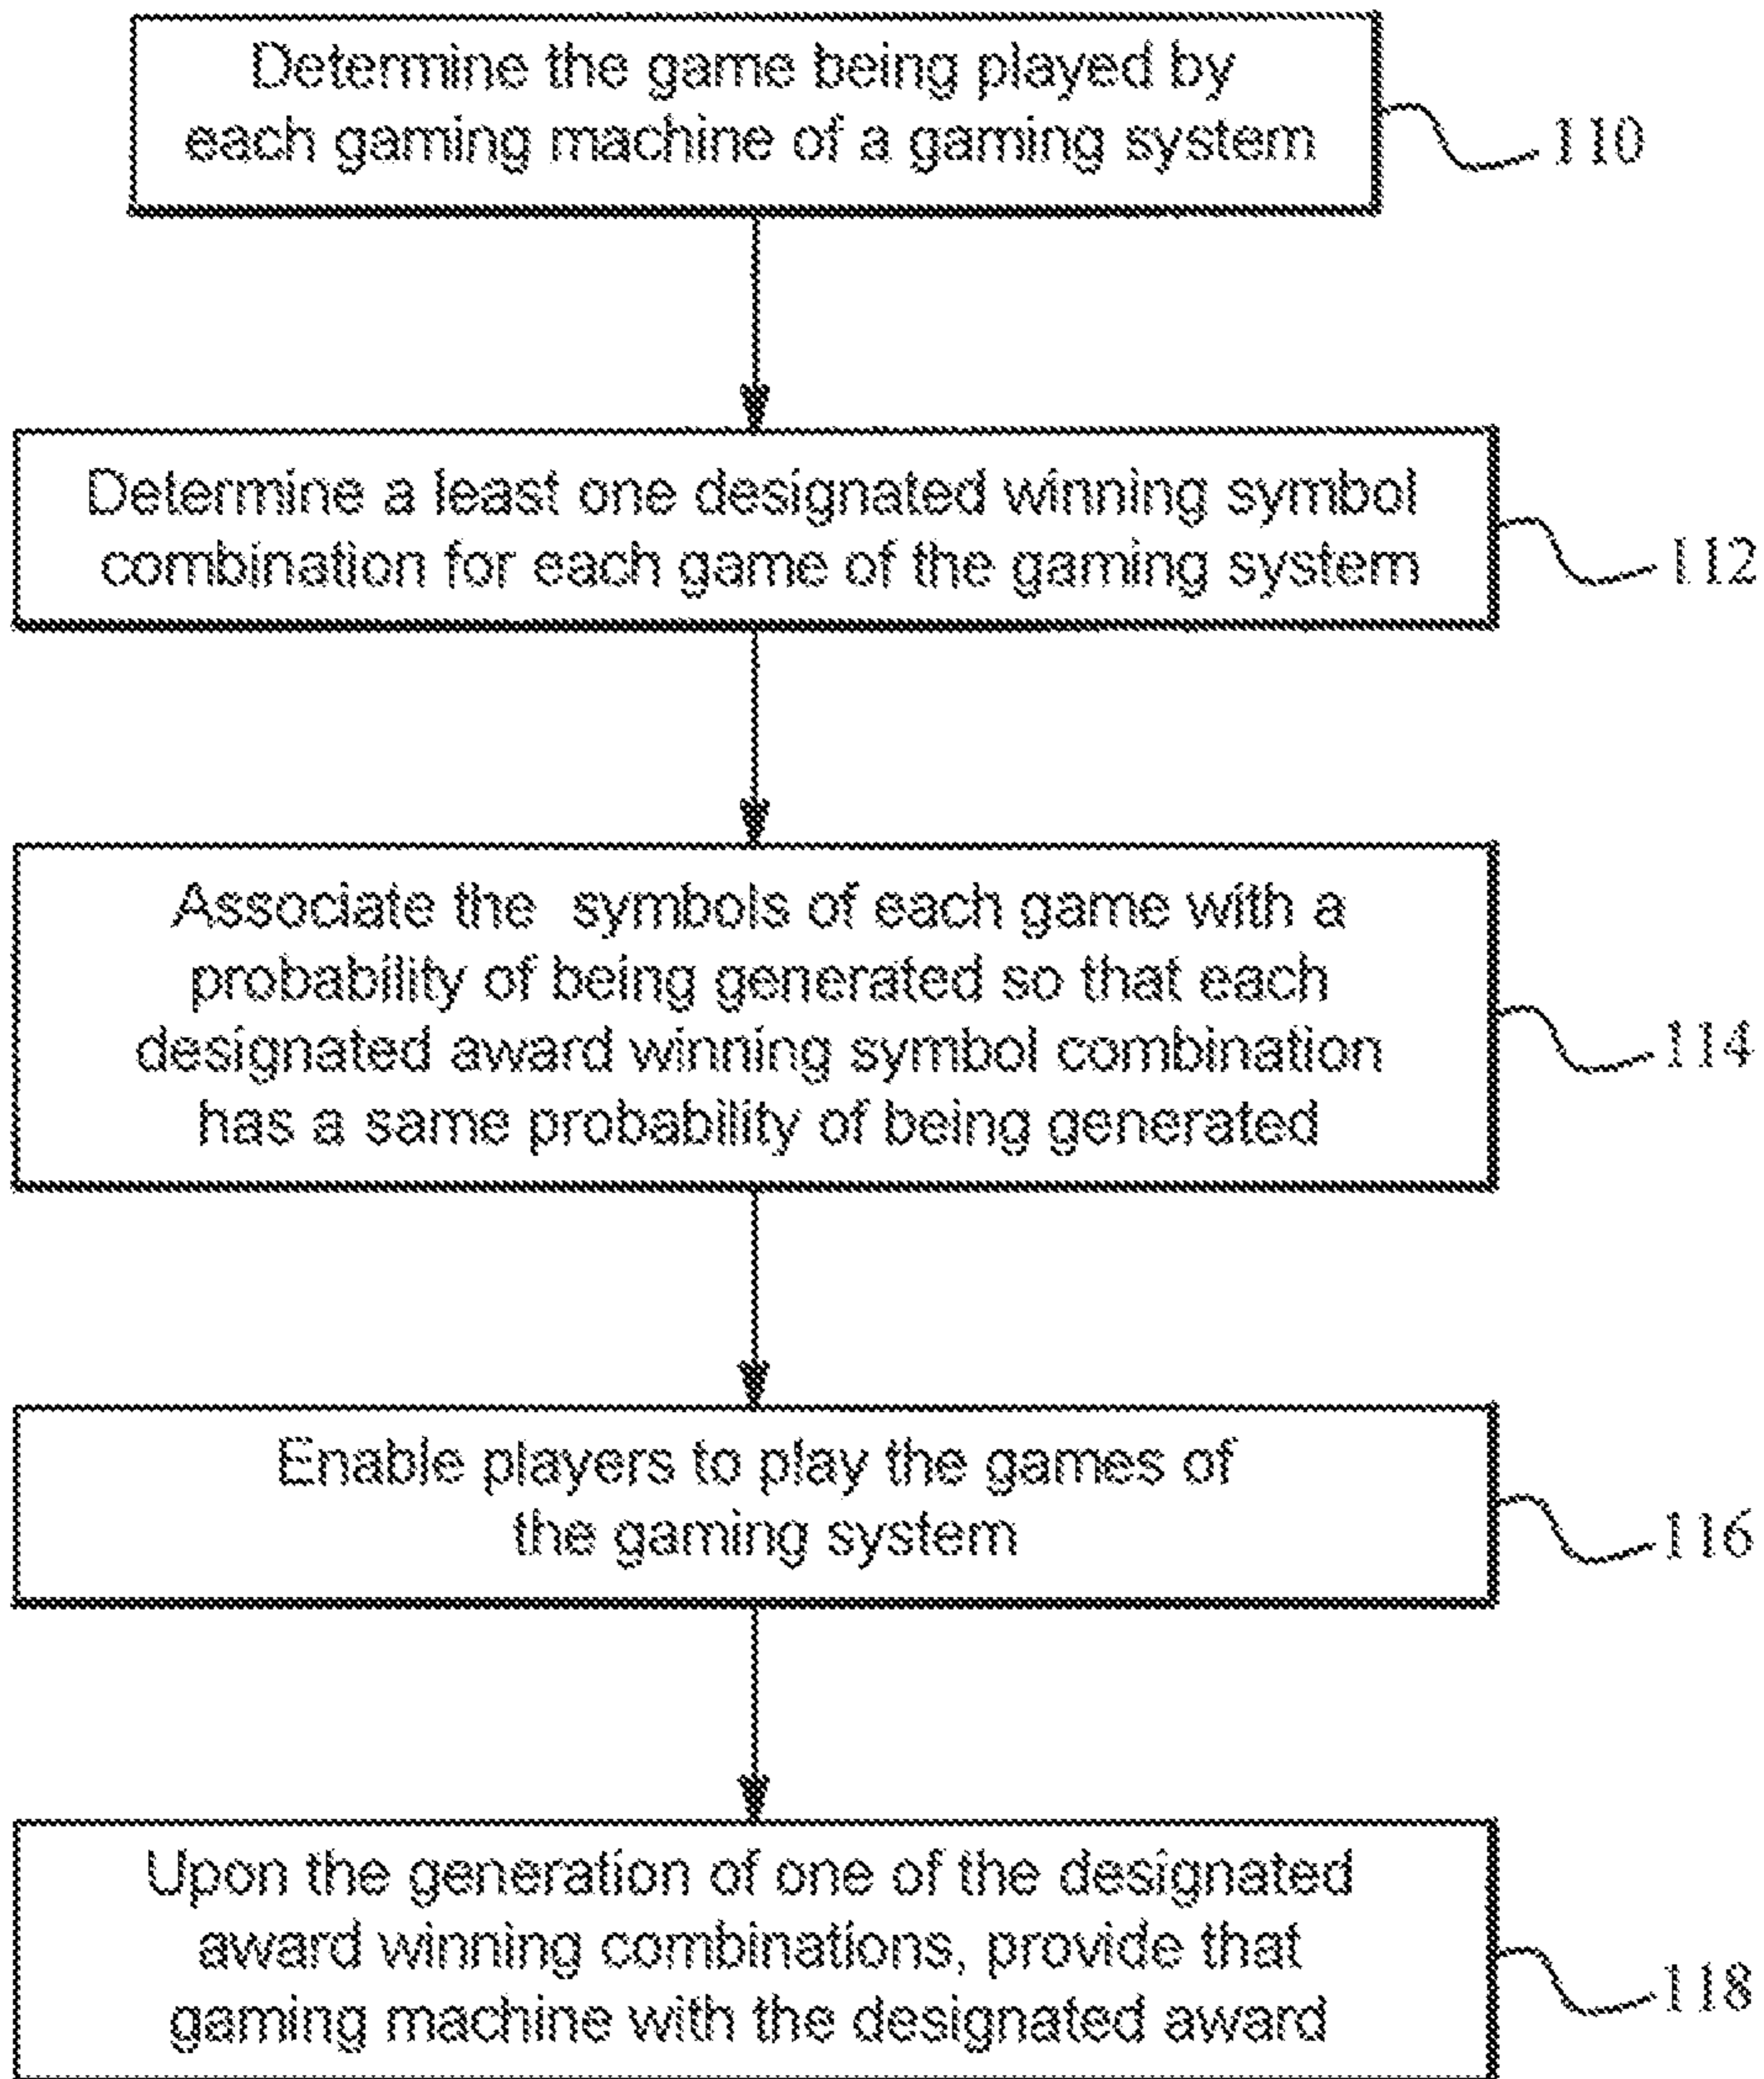 Determine the game being played by
each gaming machine of a gaming system
110
Determine a least one designated winning symbol
combination for each game of the gaming system
112
Associate the symbols of each game with a
probability of being generated so that each
designated award winning symbol combination
has a same probability of being generated
114
Enable players to play the games of
the gaming system
116
Upon the generation of one of the designated
award winning combinations, provide that
gaming machine with the designated award
118